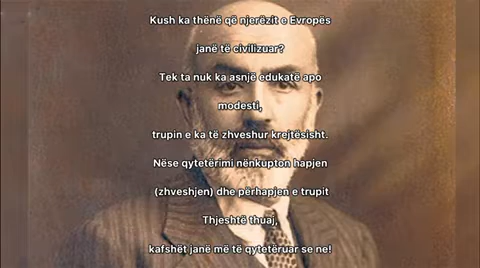 Kush ka thënë që njerëzit e Evropës
janë të civilizuar?
Tek ta nuk ka asnjë edukatë apo
modesti,
trupin e ka të zhveshur krejtësisht.
Nëse qytetërimi nënkupton hapjen
(zhveshjen) dhe përhapjen e trupit
Thjeshtë thuaj,
kafshët janë më të qytetëruar se ne!